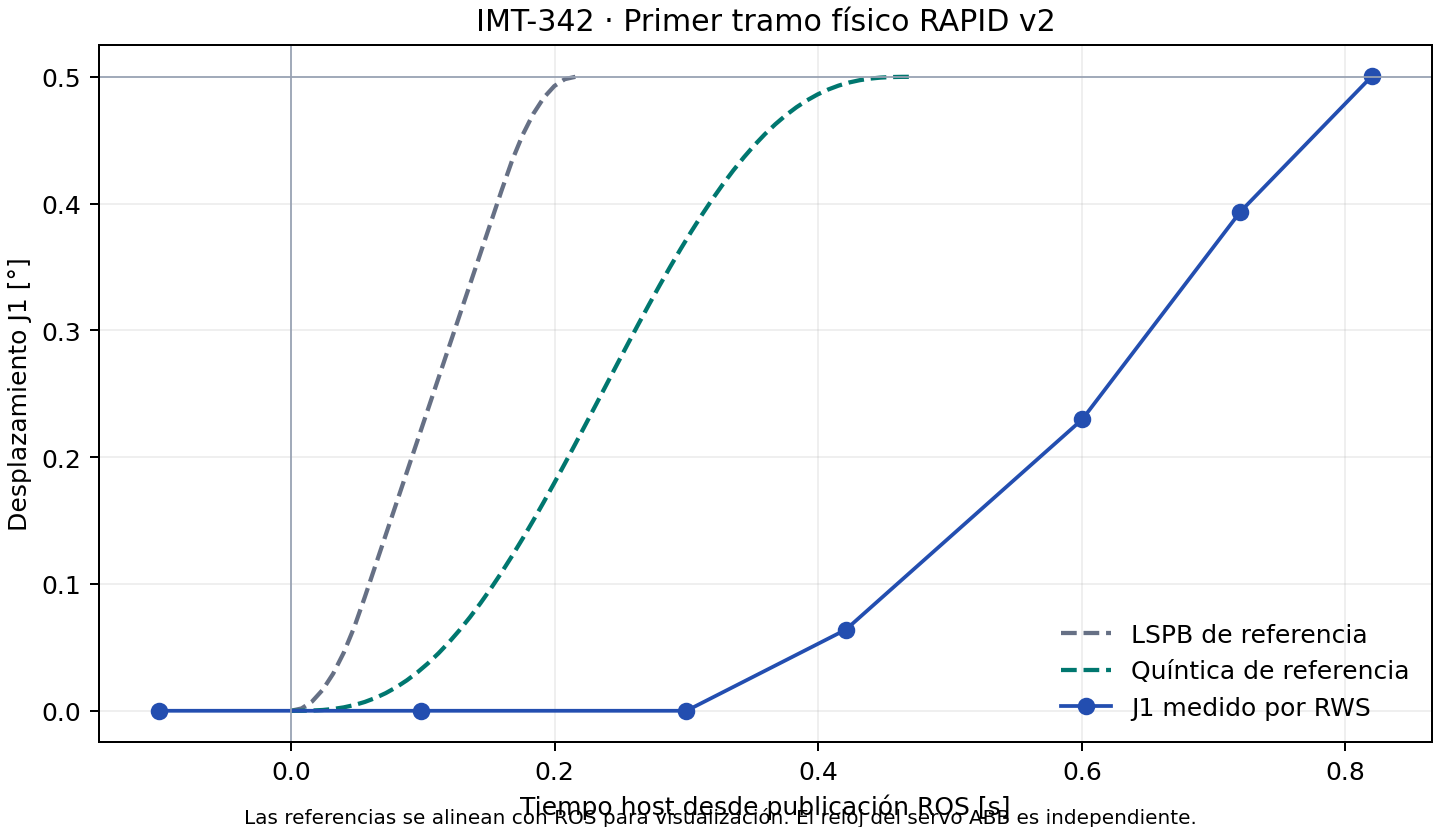 IMT-342 · Primer tramo físico RAPID v2
Desplazamiento J1 [°]
0.5
0.4
0.3
0.2
0.1
0.0
LSPB de referencia
Quíntica de referencia
J1 medido por RWS
0.0 0.2 0.4 0.6 0.8
Tiempo host desde publicación ROS [s]
Las referencias se alinean con ROS para visualización. El reloj del servo ABB es independiente.